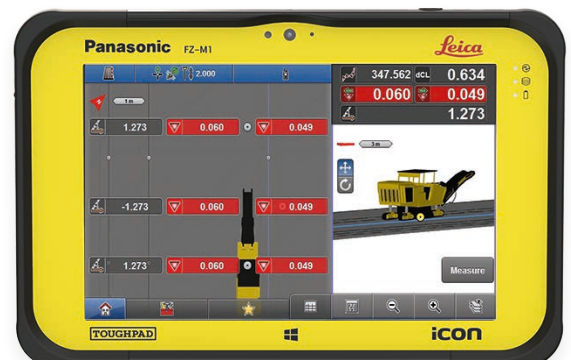 Panasonic FZ-M1
Leica
2.000
1 m
1.273 0.060 0.049
-1.273 0.060 0.049
1.273 0.060 0.049
347.562 dCL 0.634
0.060 0.049
1.273
3 m
Measure
TOUGHPAD
iCON